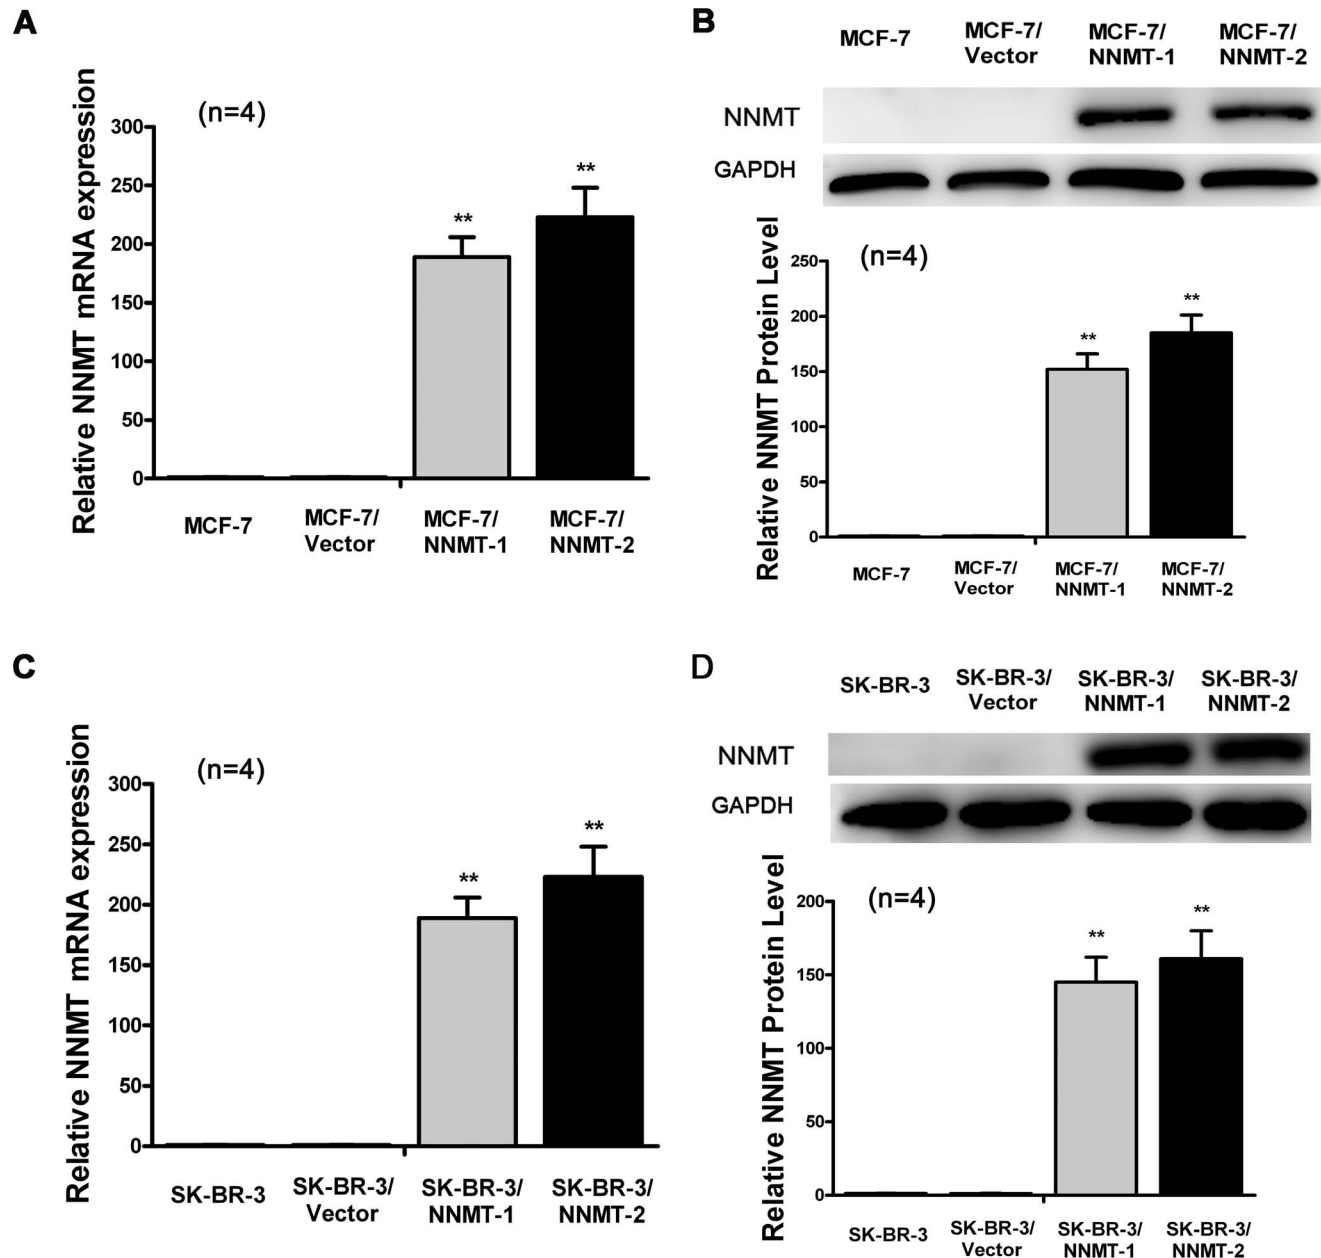 A
(n=4)
Relative NNMT mRNA expression
300
250
200
150
100
50
0
**
**
MCF-7
MCF-7/
Vector
MCF-7/
NNMT-1
MCF-7/
NNMT-2
B
MCF-7
MCF-7/
Vector
MCF-7/
NNMT-1
MCF-7/
NNMT-2
NNMT
GAPDH
(n=4)
Relative NNMT Protein Level
250
200
150
100
50
0
**
**
MCF-7
MCF-7/
Vector
MCF-7/
NNMT-1
MCF-7/
NNMT-2
C
(n=4)
Relative NNMT mRNA expression
300
250
200
150
100
50
0
**
**
SK-BR-3
SK-BR-3/
Vector
SK-BR-3/
NNMT-1
SK-BR-3/
NNMT-2
D
SK-BR-3
SK-BR-3/
Vector
SK-BR-3/
NNMT-1
SK-BR-3/
NNMT-2
NNMT
GAPDH
(n=4)
Relative NNMT Protein Level
200
150
100
50
0
**
**
SK-BR-3
SK-BR-3/
Vector
SK-BR-3/
NNMT-1
SK-BR-3/
NNMT-2